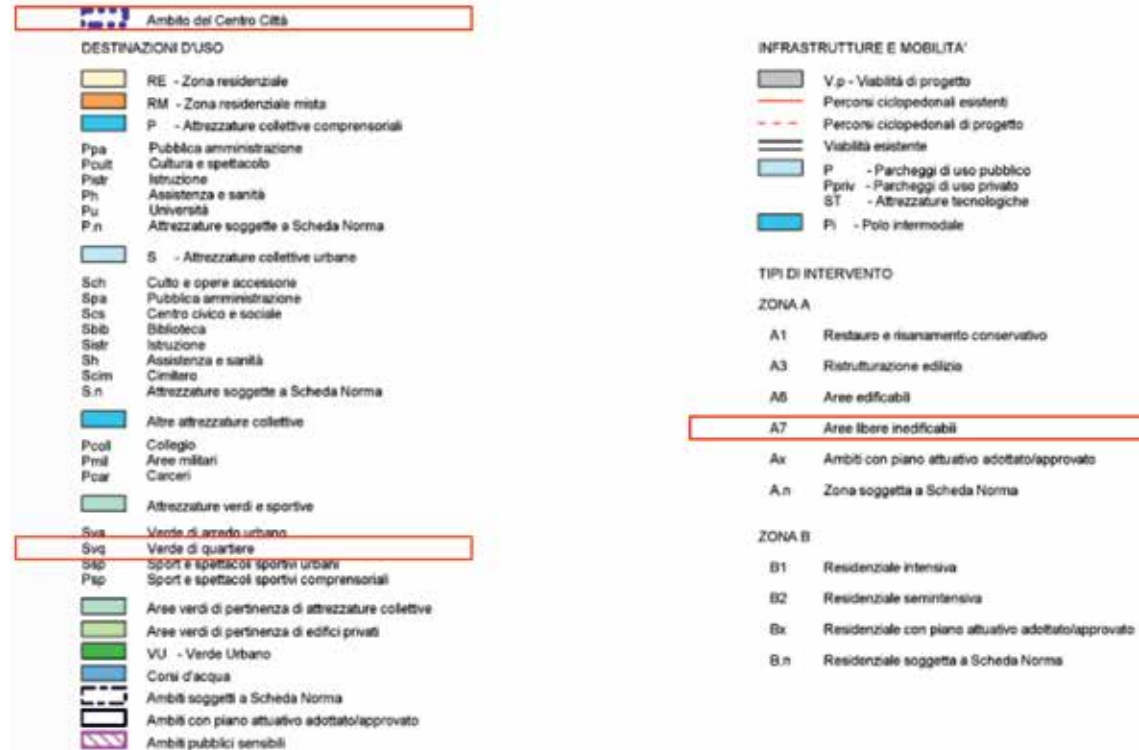 Ambito del Centro Città
DESTINAZIONI D'USO
RE - Zona residenziale
RM - Zona residenziale mista
P - Attrezzature collettive comprensoriali
Ppa Pubblica amministrazione
Pcult Cultura e spettacolo
Pistr Istruzione
Ph Assistenza e sanità
Pu Università
P.n Attrezzature soggette a Scheda Norma
S - Attrezzature collettive urbane
Sch Culto e opere accessorie
Spa Pubblica amministrazione
Scs Centro civico e sociale
Sbib Biblioteca
Sistr Istruzione
Sh Assistenza e sanità
Scim Cimitero
S.n Attrezzature soggette a Scheda Norma
Altre attrezzature collettive
Pcoll Collegio
Pmil Aree militari
Pcar Carceri
Attrezzature verdi e sportive
Sva Verde di arredo urbano
Svq Verde di quartiere
Ssp Sport e spettacoli sportivi urbani
Psp Sport e spettacoli sportivi comprensoriali
Aree verdi di pertinenza di attrezzature collettive
Aree verdi di pertinenza di edifici privati
VU - Verde Urbano
Corsi d'acqua
Ambiti soggetti a Scheda Norma
Ambiti con piano attuativo adottato/approvato
Ambiti pubblici sensibili
INFRASTRUTTURE E MOBILITA'
V.p - Viabilità di progetto
Percorsi ciclopedonali esistenti
Percorsi ciclopedonali di progetto
Viabilità esistente
P - Parcheggi di uso pubblico
Ppriv - Parcheggi di uso privato
ST - Attrezzature tecnologiche
Pi - Polo intermodale
TIPI DI INTERVENTO
ZONA A
A1 Restauro e risanamento conservativo
A3 Ristrutturazione edilizia
A6 Aree edificabili
A7 Aree libere inedificabili
Ax Ambiti con piano attuativo adottato/approvato
A.n Zona soggetta a Scheda Norma
ZONA B
B1 Residenziale intensiva
B2 Residenziale semintensiva
Bx Residenziale con piano attuativo adottato/approvato
B.n Residenziale soggetta a Scheda Norma